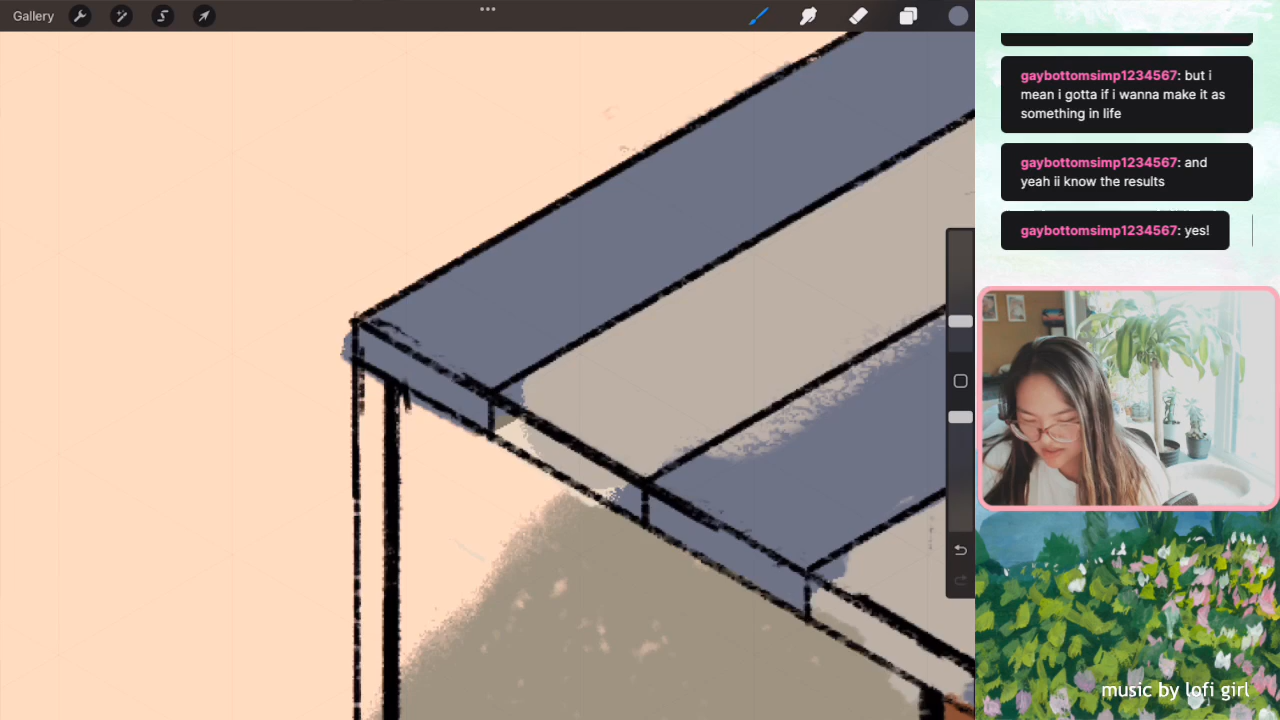 Gallery
gaybottomsimp1234567: but i
mean i gotta if i wanna make it as
something in life
gaybottomsimp1234567: and
yeah ii know the results
gaybottomsimp1234567: yes!
music by lofi girl